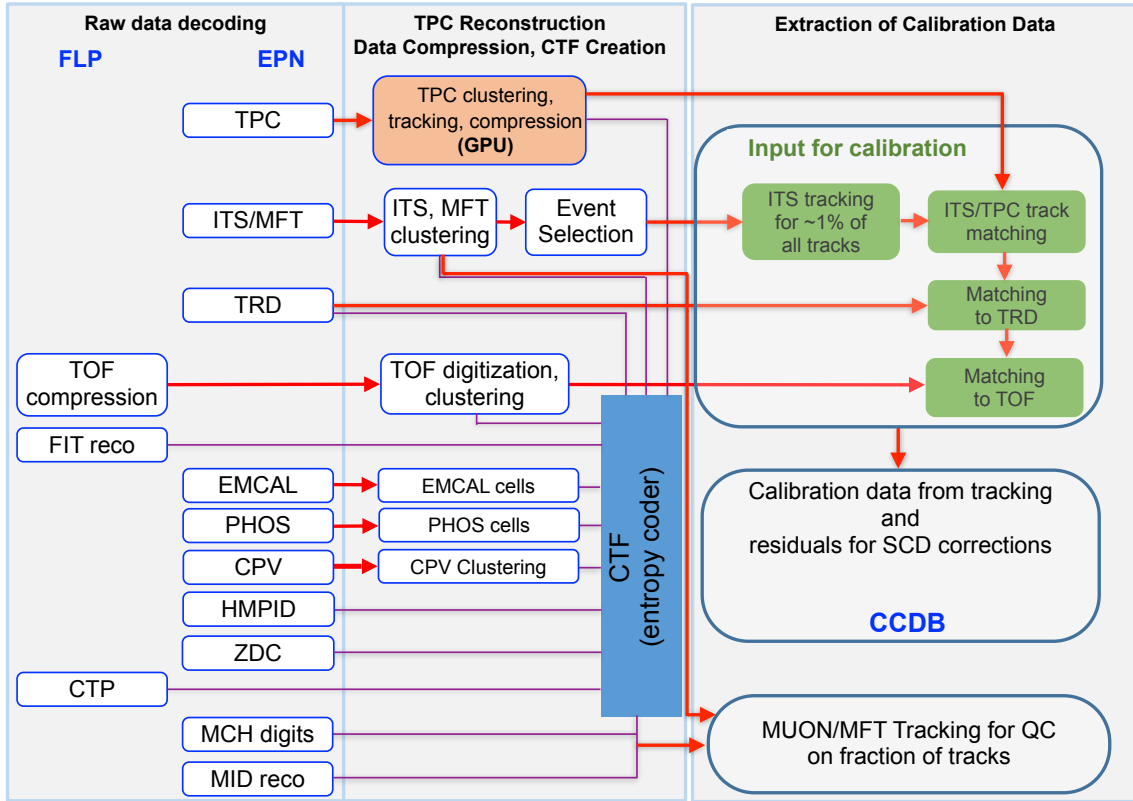 Raw data decoding
FLP
EPN
TPC Reconstruction
Data Compression, CTF Creation
Extraction of Calibration Data
TPC
TPC clustering,
tracking, compression
(GPU)
Input for calibration
ITS/MFT
ITS, MFT
clustering
Event
Selection
ITS tracking
for ~1% of
all tracks
ITS/TPC track
matching
TRD
Matching
to TRD
TOF
compression
TOF digitization,
clustering
Matching
to TOF
FIT reco
EMCAL
EMCAL cells
PHOS
PHOS cells
CPV
CPV Clustering
HMPID
ZDC
CTP
MCH digits
MID reco
CTF
(entropy coder)
Calibration data from tracking
and
residuals for SCD corrections
CCDB
MUON/MFT Tracking for QC
on fraction of tracks